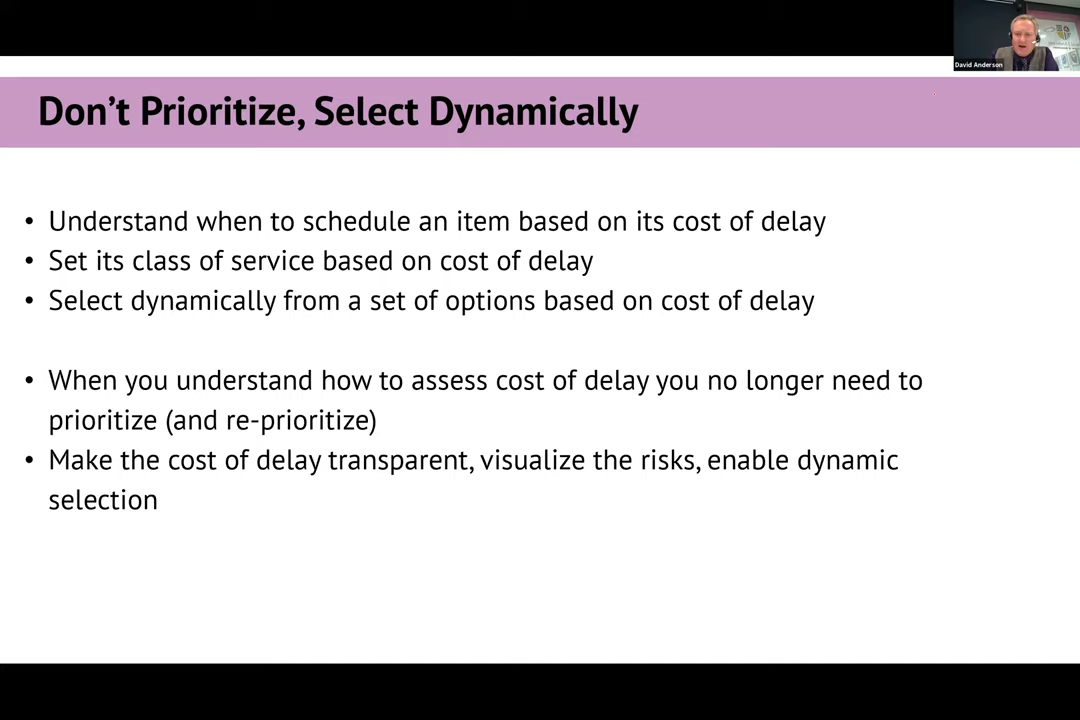 David Anderson
Don’t Prioritize, Select Dynamically
• Understand when to schedule an item based on its cost of delay
• Set its class of service based on cost of delay
• Select dynamically from a set of options based on cost of delay
• When you understand how to assess cost of delay you no longer need to
prioritize (and re-prioritize)
• Make the cost of delay transparent, visualize the risks, enable dynamic
selection